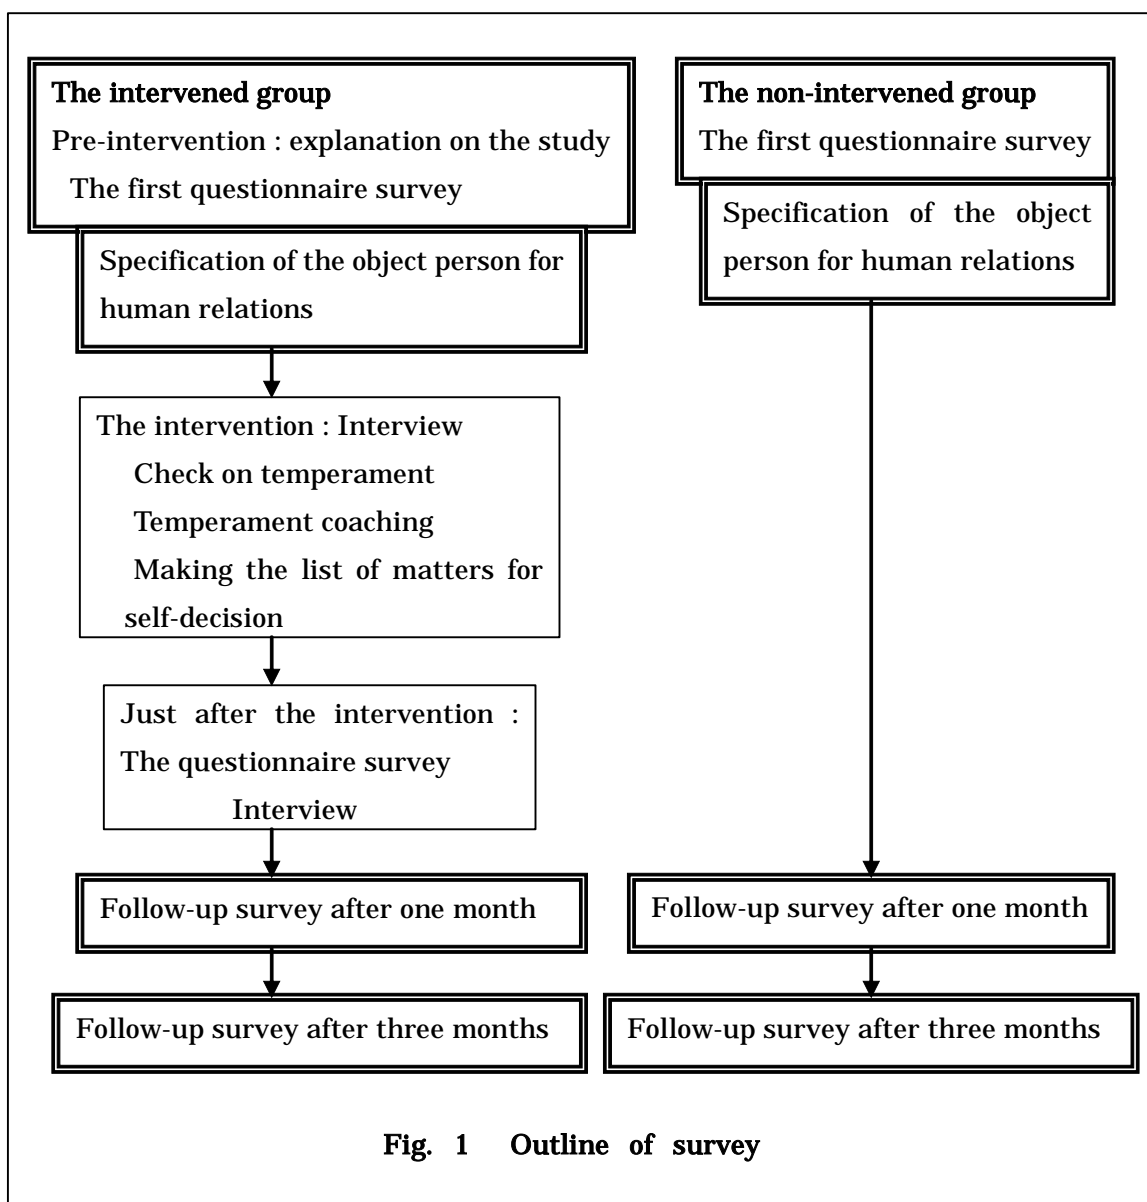 The intervened group
Pre-intervention : explanation on the study
The first questionnaire survey
Specification of the object person for
human relations
The intervention : Interview
Check on temperament
Temperament coaching
Making the list of matters for
self-decision
Just after the intervention :
The questionnaire survey
Interview
Follow-up survey after one month
Follow-up survey after three months
The non-intervened group
The first questionnaire survey
Specification of the object
person for human relations
Follow-up survey after one month
Follow-up survey after three months
Fig. 1 Outline of survey